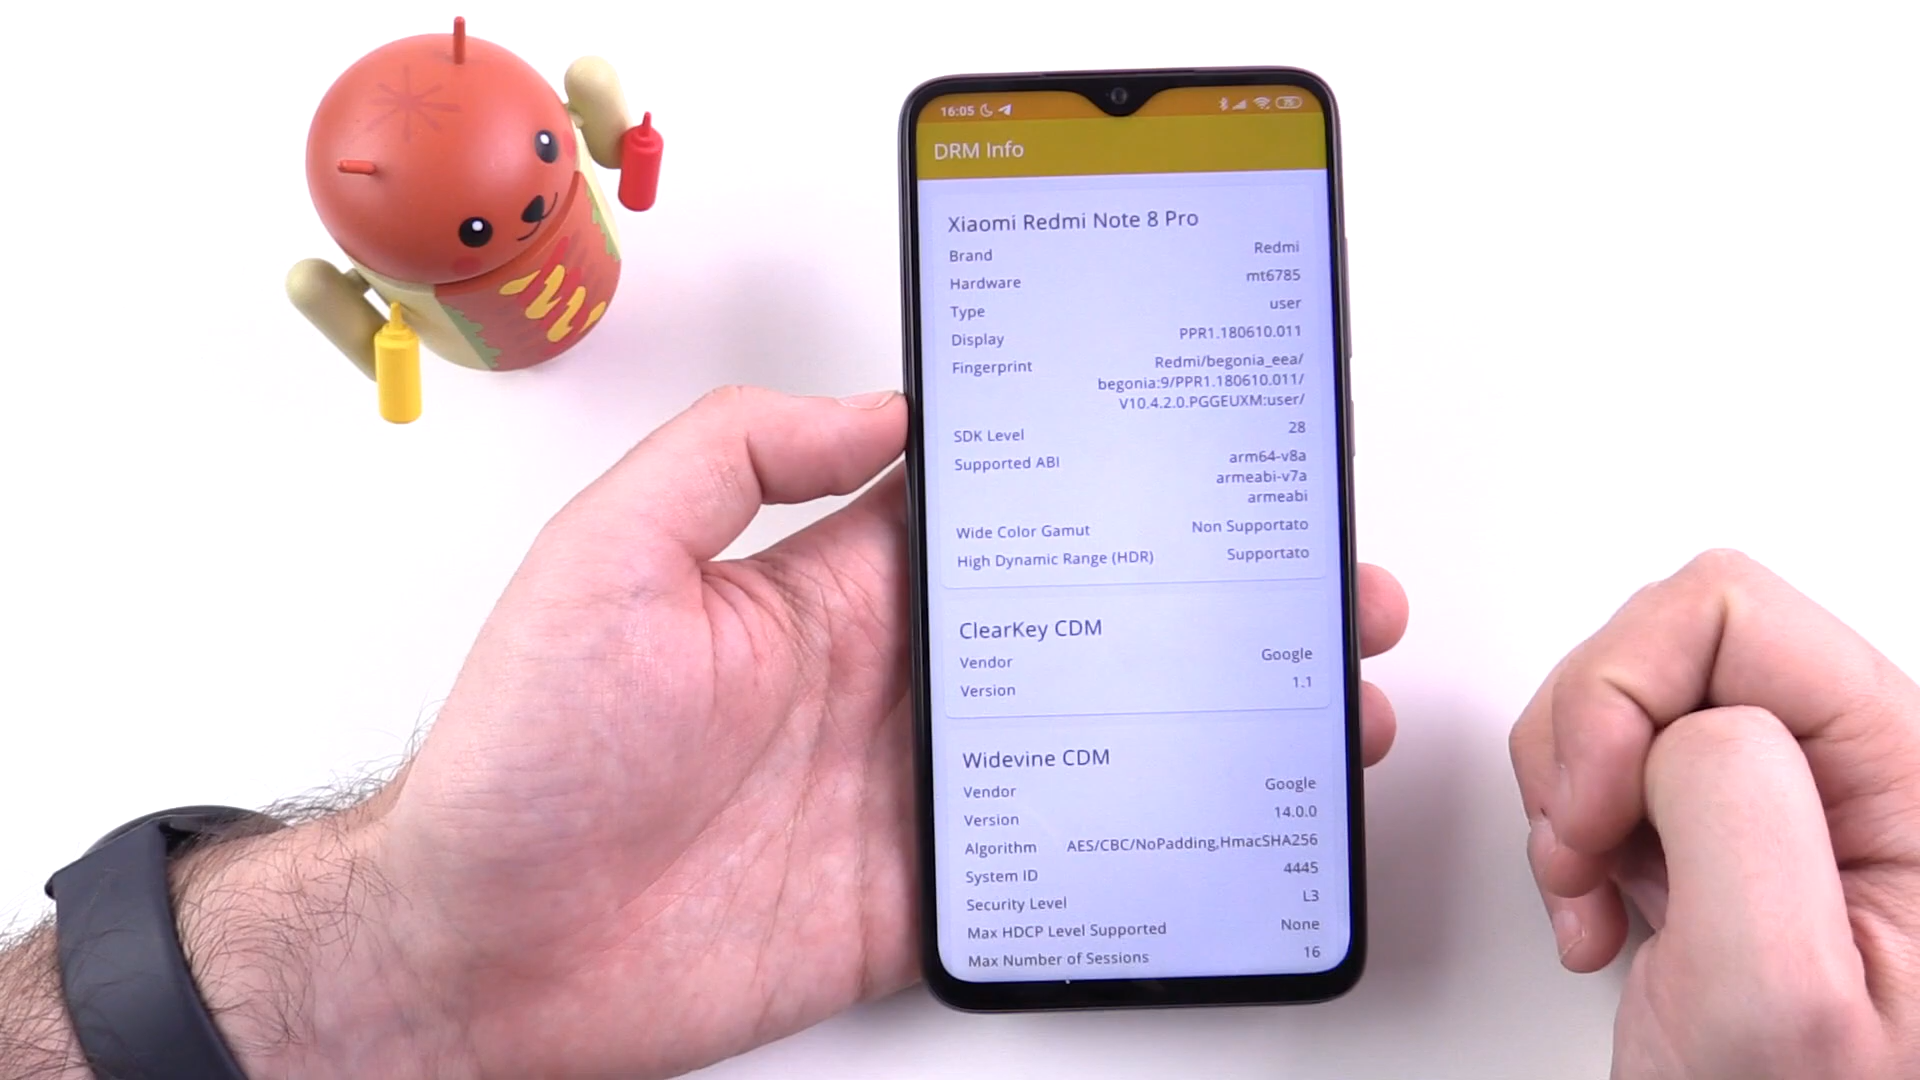 16:05
DRM Info
Xiaomi Redmi Note 8 Pro
Brand Redmi
Hardware mt6785
Type user
Display PPR1.180610.011
Fingerprint Redmi/begonia_eea/
begonia:9/PPR1.180610.011/
V10.4.2.0.PGGEUXM:user/
SDK Level 28
Supported ABI arm64-v8a
armeabi-v7a
armeabi
Wide Color Gamut Non Supportato
High Dynamic Range (HDR) Supportato
ClearKey CDM
Vendor Google
Version 1.1
Widevine CDM
Vendor Google
Version 14.0.0
Algorithm AES/CBC/NoPadding,HmacSHA256
System ID 4445
Security Level L3
Max HDCP Level Supported None
Max Number of Sessions 16